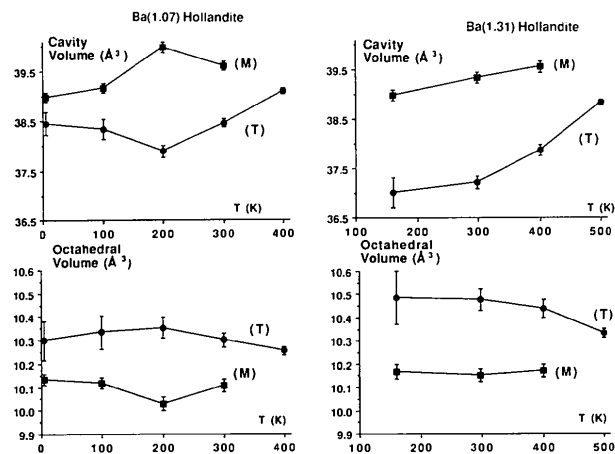 Ba(1.07) Hollandite
Cavity
Volume (Å³)
39.5
38.5
37.5
36.5
(M)
(T)
T (K)
0 100 200 300 400
Ba(1.31) Hollandite
Cavity
Volume (Å³)
39.5
38.5
37.5
36.5
(M)
(T)
T (K)
100 200 300 400 500
Octahedral
Volume (Å³)
10.6
10.5
10.4
10.3
10.2
10.1
10.0
9.9
(T)
(M)
T (K)
0 100 200 300 400
Octahedral
Volume (Å³)
10.6
10.5
10.4
10.3
10.2
10.1
10.0
9.9
(T)
(M)
T (K)
100 200 300 400 500